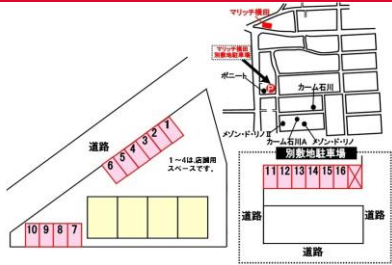 マリッチ横田
マリッチ横田
別敷地駐車場
P
ボニート
カーム石川
メゾン・ド・リノⅡ
カーム石川A
メゾン・ド・リノ
道路
6 5 4 3 2 1
1～4は、店舗用
スペースです。
10 9 8 7
別敷地駐車場
11 12 13 14 15 16
道路
道路
道路